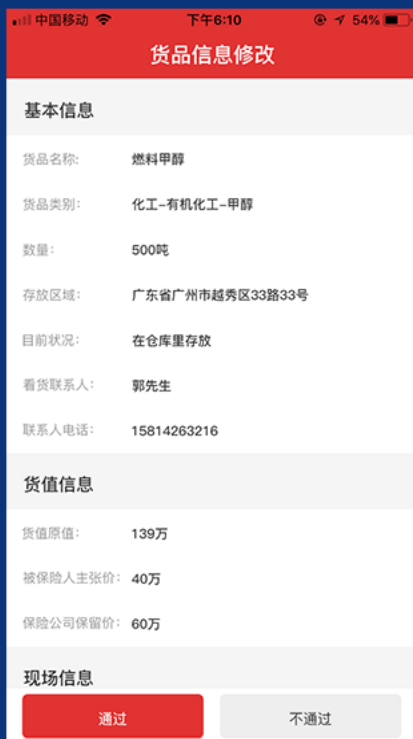 中国移动 下午6:10 54%
货品信息修改
基本信息
货品名称: 燃料甲醇
货品类别: 化工-有机化工-甲醇
数量: 500吨
存放区域: 广东省广州市越秀区33路33号
目前状况: 在仓库里存放
看货联系人: 郭先生
联系人电话: 15814263216
货值信息
货值原值: 139万
被保险人主张价: 40万
保险公司保留价: 60万
现场信息
通过 不通过